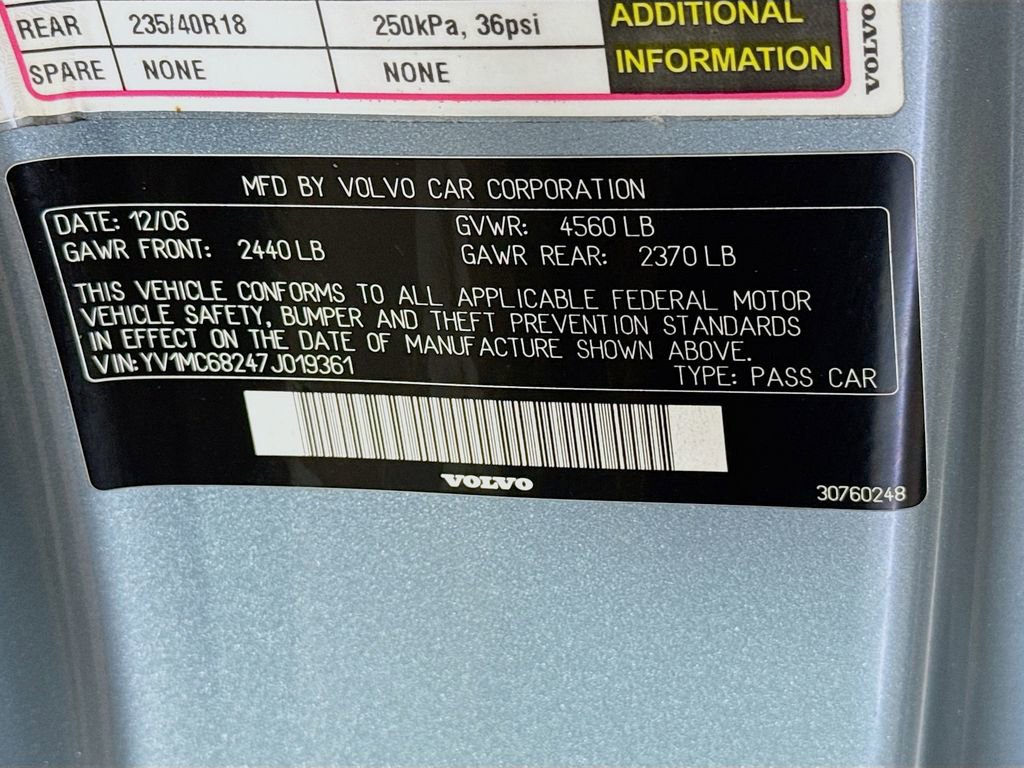 REAR 235/40R18 250kPa, 36psi ADDITIONAL
SPARE NONE NONE INFORMATION
VOLVO
MFD BY VOLVO CAR CORPORATION
DATE: 12/06 GVWR: 4560 LB
GAWR FRONT: 2440 LB GAWR REAR: 2370 LB
THIS VEHICLE CONFORMS TO ALL APPLICABLE FEDERAL MOTOR
VEHICLE SAFETY, BUMPER AND THEFT PREVENTION STANDARDS
IN EFFECT ON THE DATE OF MANUFACTURE SHOWN ABOVE.
VIN: YV1MC68247J019361 TYPE: PASS CAR
VOLVO
30760248